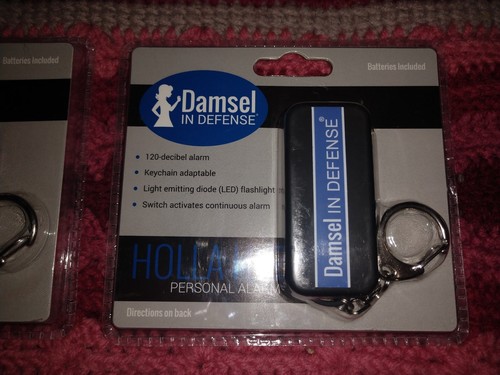 Batteries included
Batteries included
Damsel
IN DEFENSE®
• 120-decibel alarm
• Keychain adaptable
• Light emitting diode (LED) flashlight
• Switch activates continuous alarm
Damsel IN DEFENSE®
HOLLA
PERSONAL ALARM
Directions on back